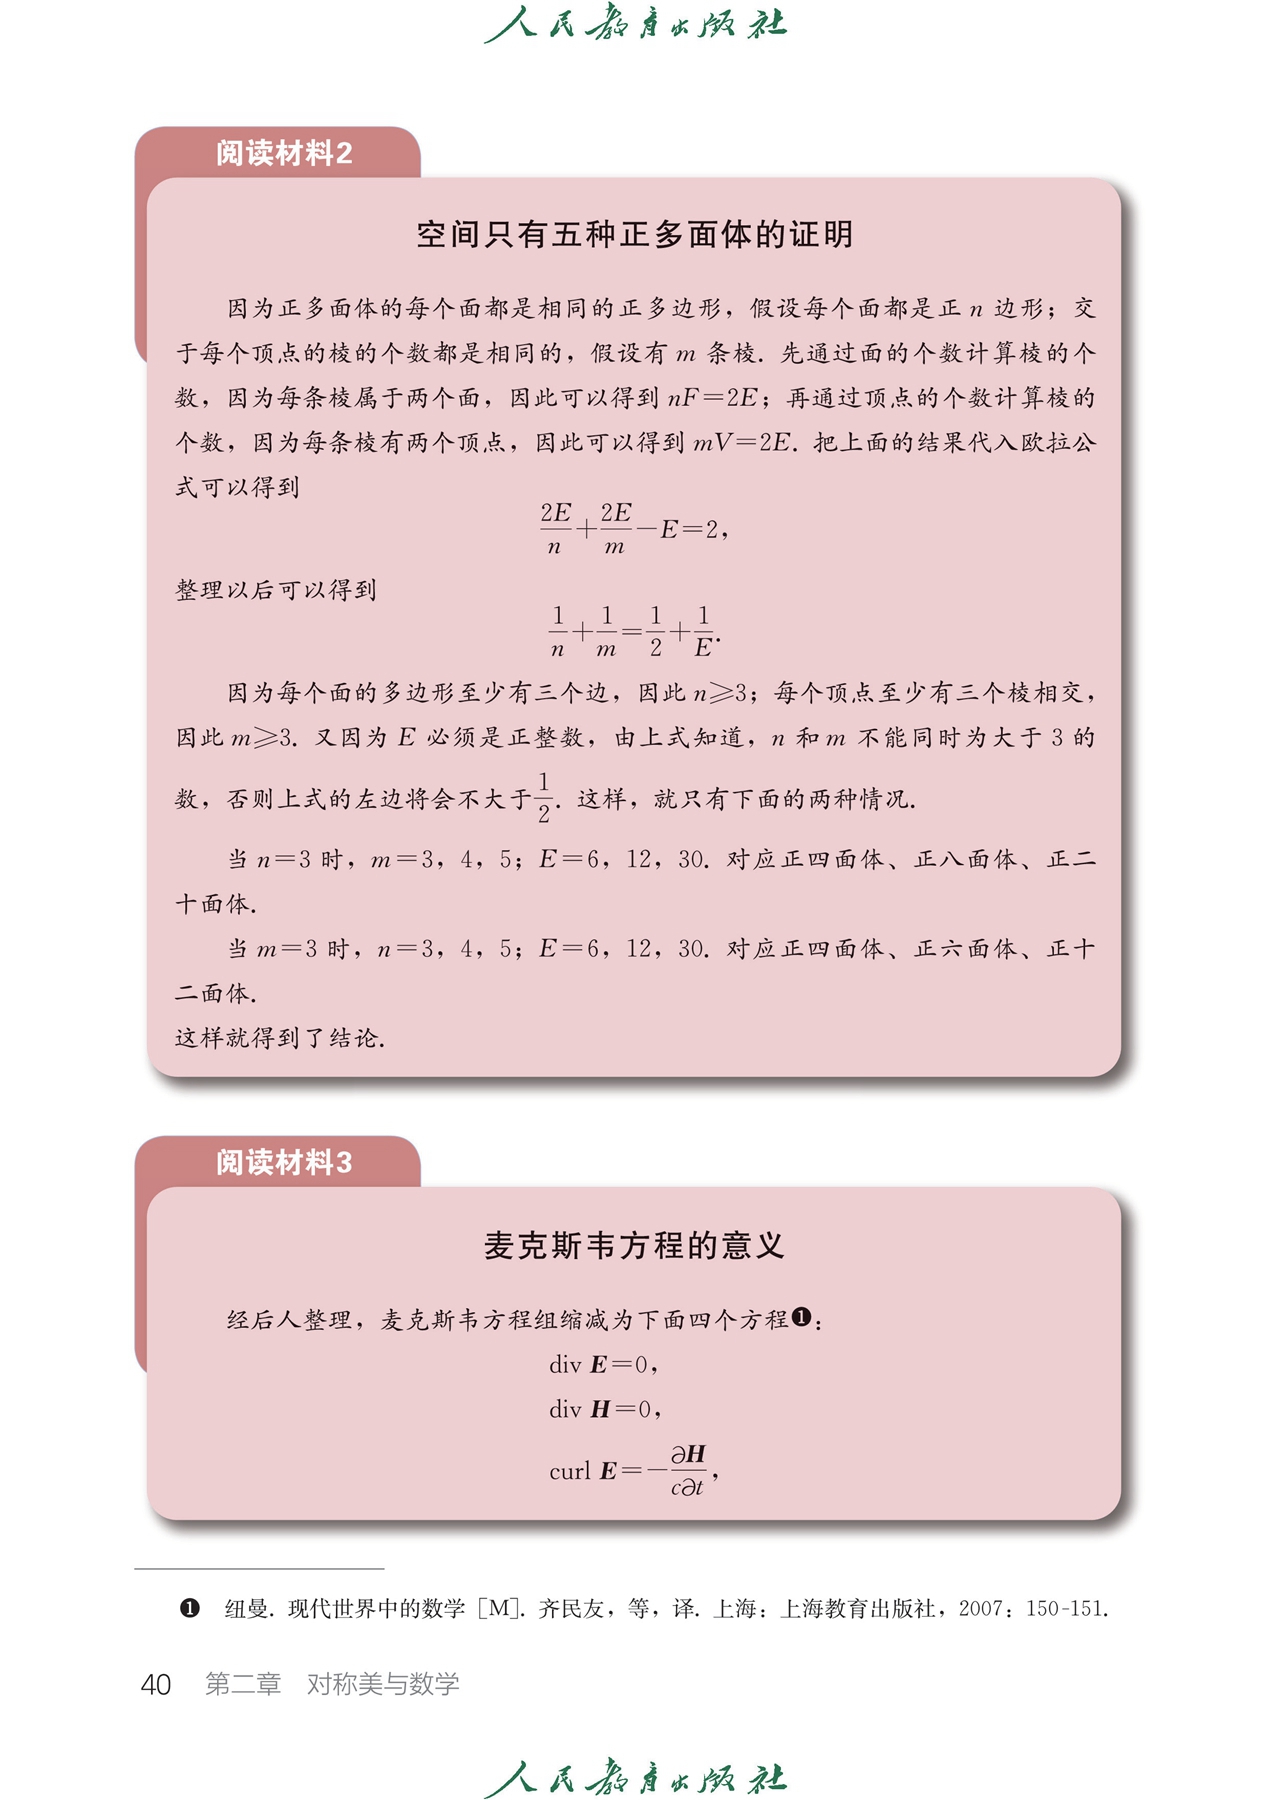 人民教育出版社
阅读材料2
空间只有五种正多面体的证明
因为正多面体的每个面都是相同的正多边形，假设每个面都是正 n 边形；交
于每个顶点的棱的个数都是相同的，假设有 m 条棱. 先通过面的个数计算棱的个
数，因为每条棱属于两个面，因此可以得到 nF=2E；再通过顶点的个数计算棱的
个数，因为每条棱有两个顶点，因此可以得到 mV=2E. 把上面的结果代入欧拉公
式可以得到
2E/n+2E/m−E=2，
整理以后可以得到
1/n+1/m=1/2+1/E.
因为每个面的多边形至少有三个边，因此 n⩾3；每个顶点至少有三个棱相交，
因此 m⩾3. 又因为 E 必须是正整数，由上式知道，n 和 m 不能同时为大于 3 的
数，否则上式的左边将会不大于1/2. 这样，就只有下面的两种情况.
当 n=3 时，m=3，4，5；E=6，12，30. 对应正四面体、正八面体、正二
十面体.
当 m=3 时，n=3，4，5；E=6，12，30. 对应正四面体、正六面体、正十
二面体.
这样就得到了结论.
阅读材料3
麦克斯韦方程的意义
经后人整理，麦克斯韦方程组缩减为下面四个方程❶：
div E=0，
div H=0，
curl E=−∂H/c∂t，
❶ 纽曼. 现代世界中的数学［M］. 齐民友，等，译. 上海：上海教育出版社，2007：150-151.
40 第二章 对称美与数学
人民教育出版社